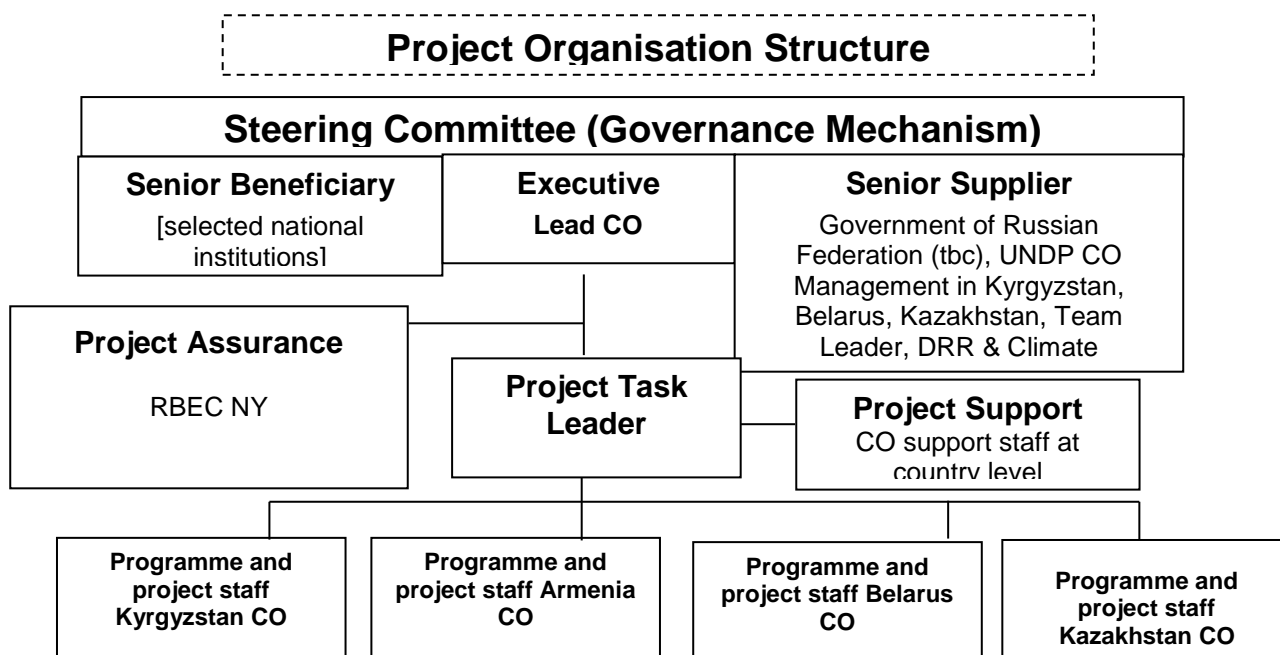 Project Organisation Structure
Steering Committee (Governance Mechanism)
Senior Beneficiary
[selected national
institutions]
Executive
Lead CO
Senior Supplier
Government of Russian
Federation (tbc), UNDP CO
Management in Kyrgyzstan,
Belarus, Kazakhstan, Team
Leader, DRR & Climate
Project Assurance
RBEC NY
Project Task
Leader
Project Support
CO support staff at
country level
Programme and
project staff
Kyrgyzstan CO
Programme and
project staff Armenia
CO
Programme and
project staff Belarus
CO
Programme and
project staff
Kazakhstan CO